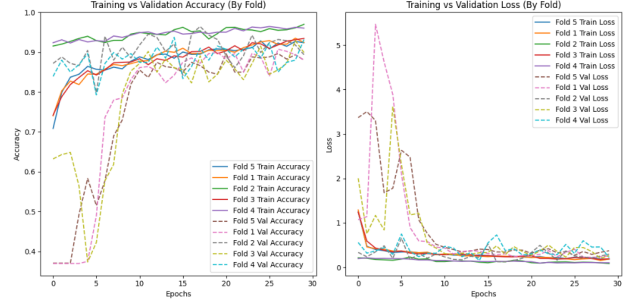 Training vs Validation Accuracy (By Fold)
1.0
0.9
0.8
0.7
0.6
0.5
0.4
Accuracy
0 5 10 15 20 25 30
Epochs
Fold 5 Train Accuracy
Fold 1 Train Accuracy
Fold 2 Train Accuracy
Fold 3 Train Accuracy
Fold 4 Train Accuracy
Fold 5 Val Accuracy
Fold 1 Val Accuracy
Fold 2 Val Accuracy
Fold 3 Val Accuracy
Fold 4 Val Accuracy
Training vs Validation Loss (By Fold)
5
4
3
2
1
0
Loss
0 5 10 15 20 25 30
Epochs
Fold 5 Train Loss
Fold 1 Train Loss
Fold 2 Train Loss
Fold 3 Train Loss
Fold 4 Train Loss
Fold 5 Val Loss
Fold 1 Val Loss
Fold 2 Val Loss
Fold 3 Val Loss
Fold 4 Val Loss